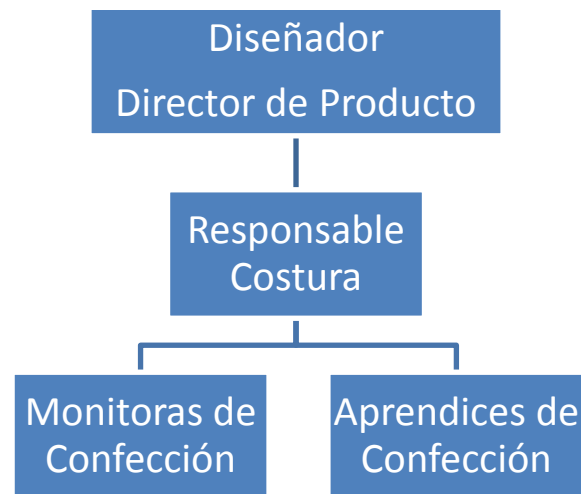 Diseñador
Director de Producto
Responsable
Costura
Monitoras de
Confección
Aprendices de
Confección